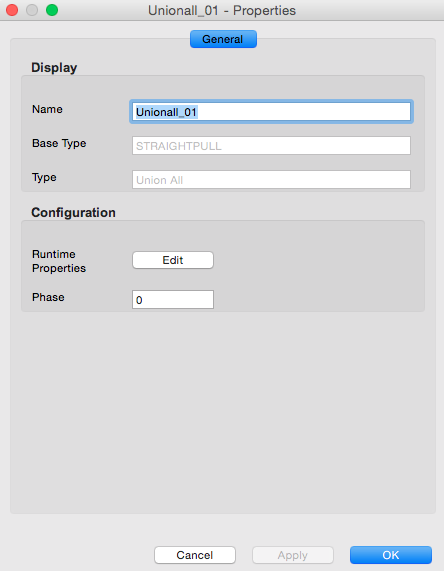 Unionall_01 - Properties
General
Display
Name
Unionall_01
Base Type
STRAIGHTPULL
Type
Union All
Configuration
Runtime
Properties
Edit
Phase
0
Cancel
Apply
OK